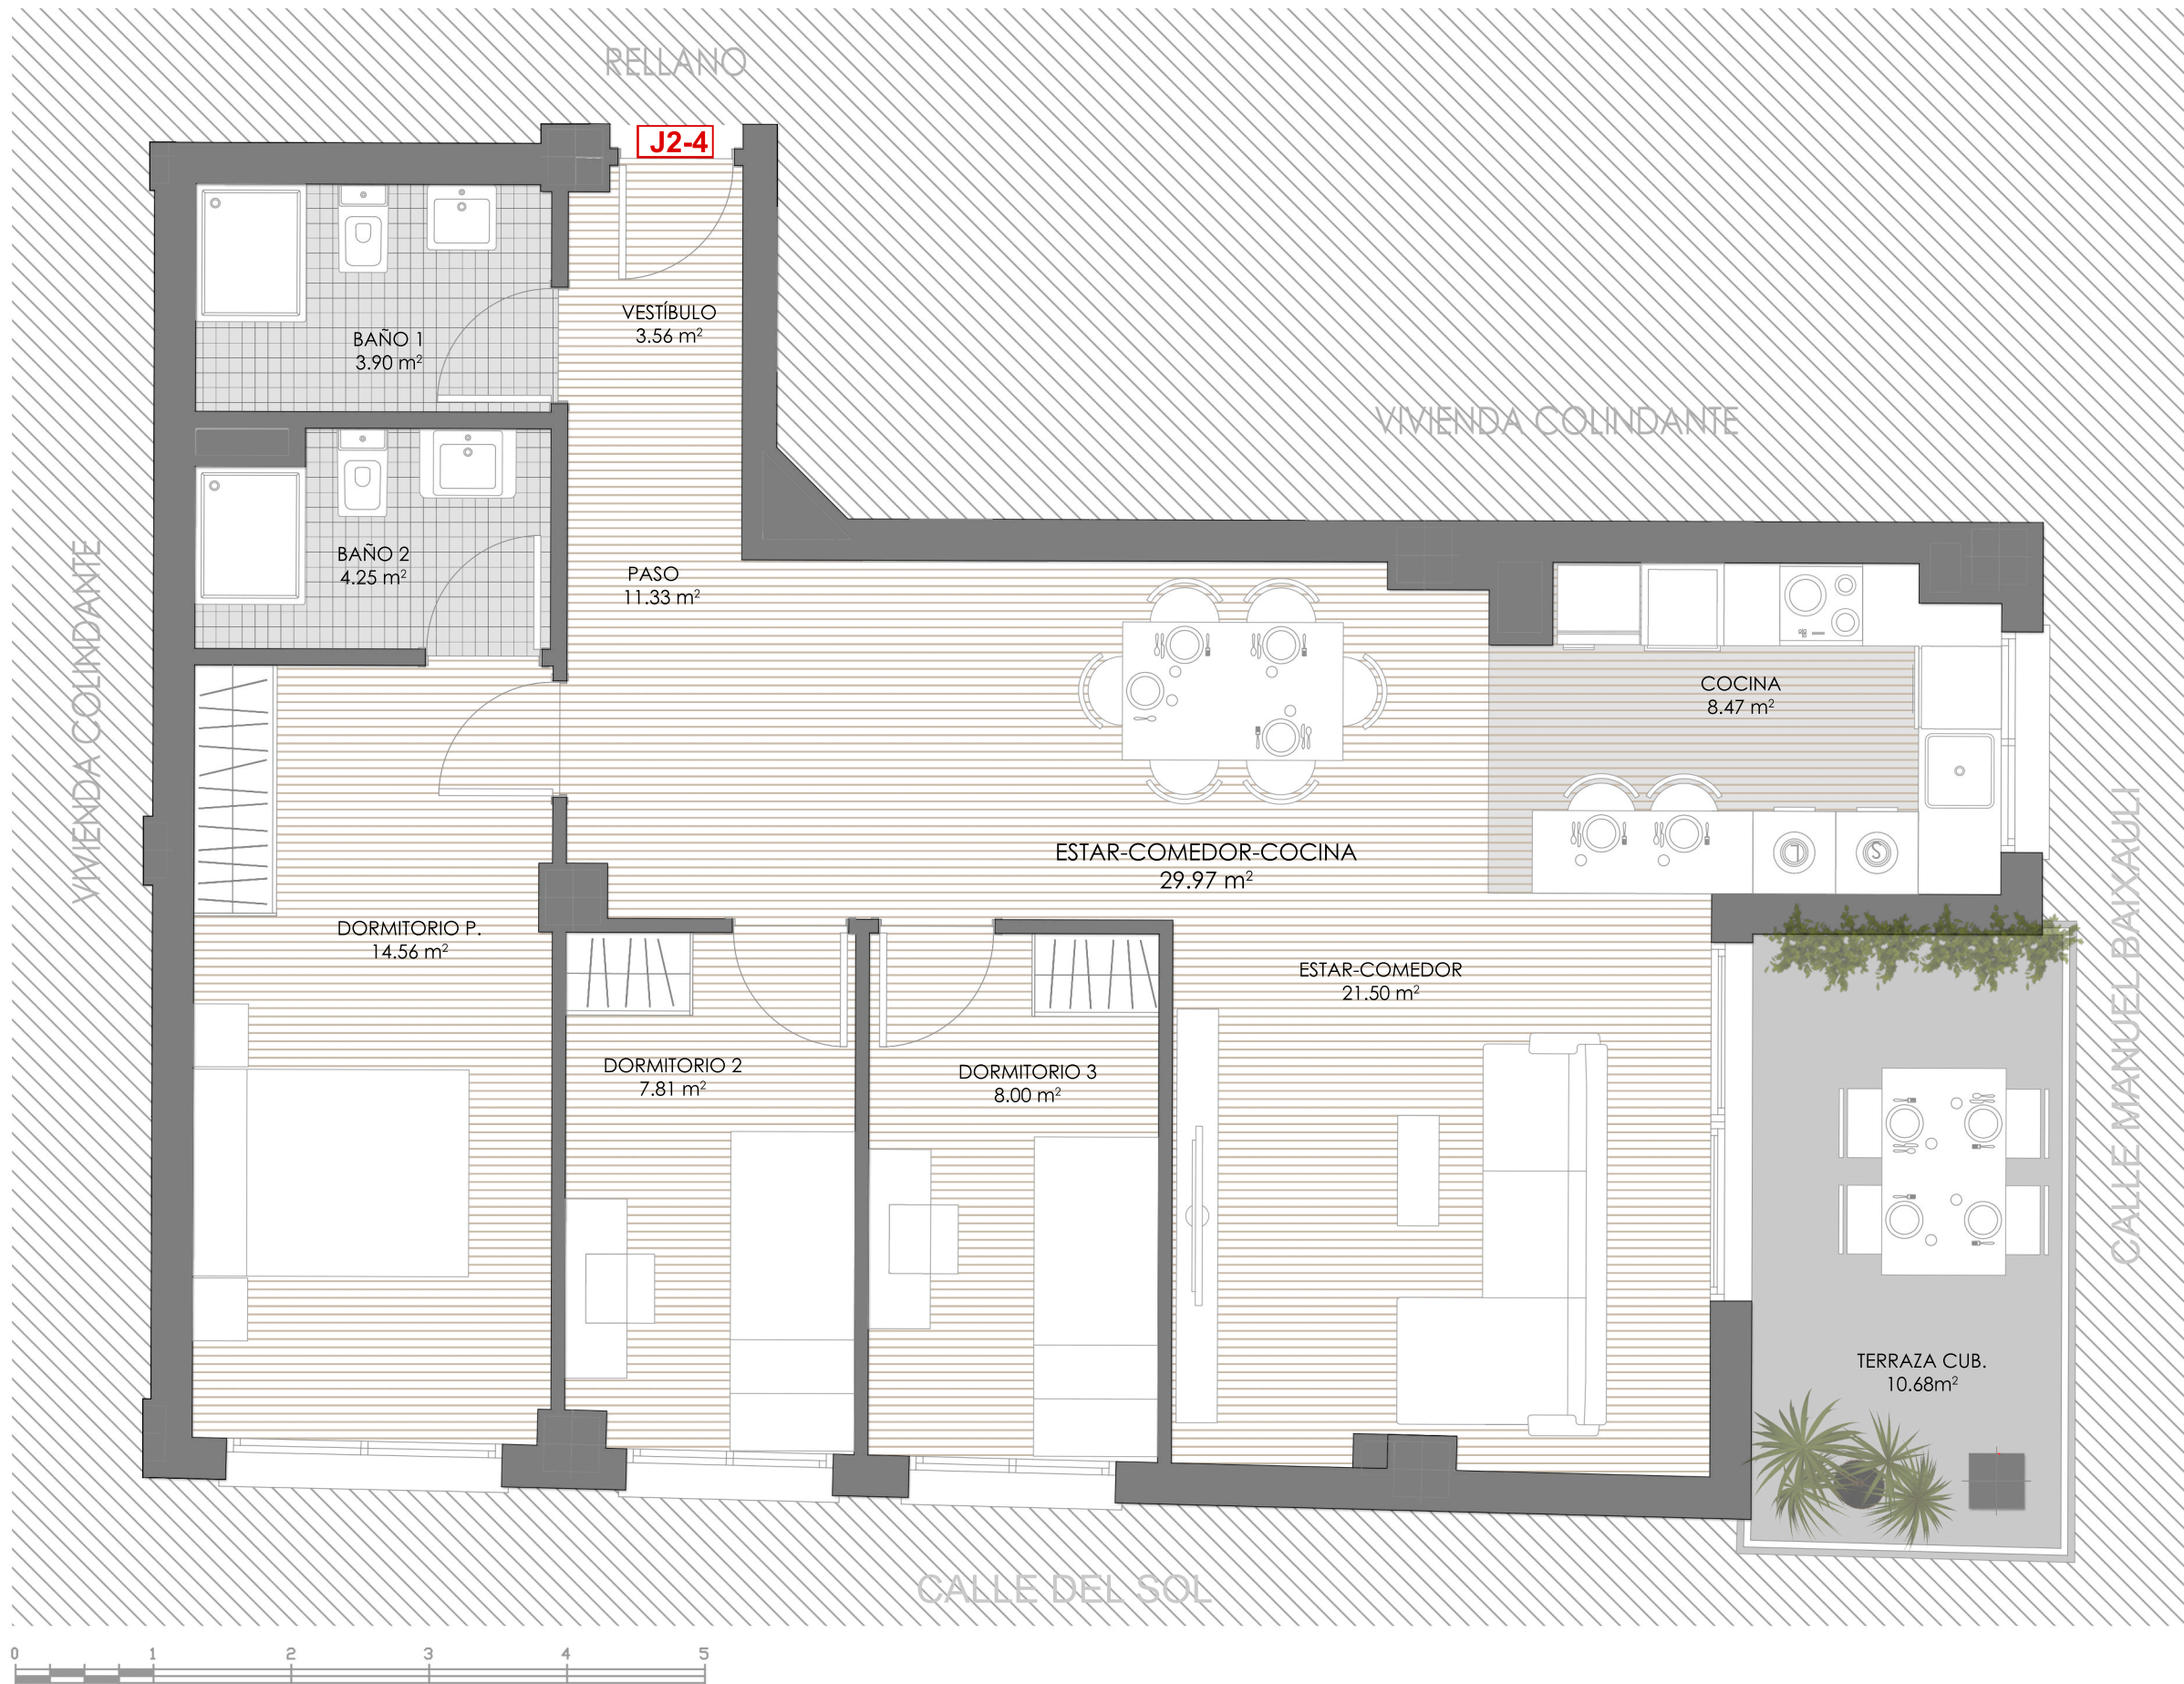 RELLANO
J2-4
VESTÍBULO
3.56 m²
BAÑO 1
3.90 m²
VIVIENDA COLINDANTE
BAÑO 2
4.25 m²
PASO
11.33 m²
VIVIENDA COLINDANTE
COCINA
8.47 m²
ESTAR-COMEDOR-COCINA
29.97 m²
L
S
DORMITORIO P.
14.56 m²
ESTAR-COMEDOR
21.50 m²
DORMITORIO 2
7.81 m²
DORMITORIO 3
8.00 m²
CALLE MANUEL BAIXAULI
TERRAZA CUB.
10.68m²
CALLE DEL SOL
0 1 2 3 4 5